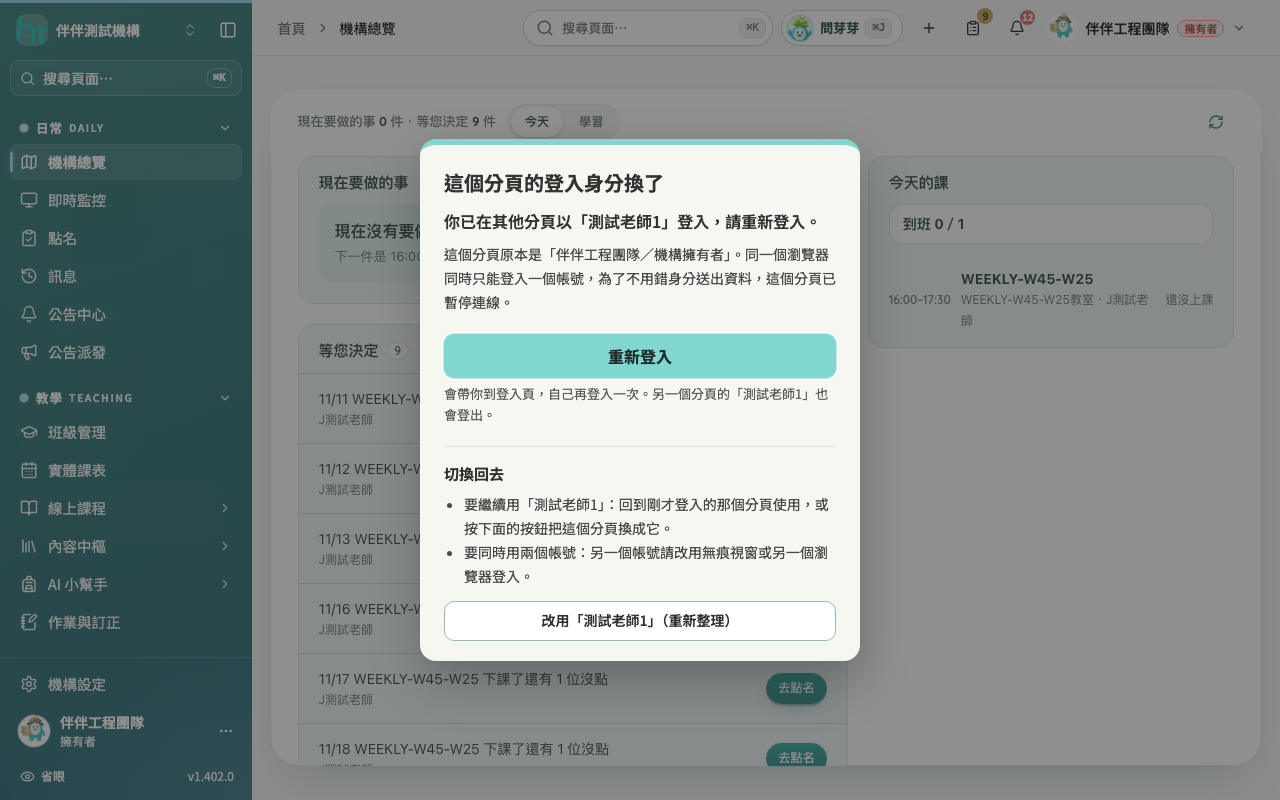 伴伴測試機構
搜尋頁面⋯ ⌘K
日常 DAILY
機構總覽
即時監控
點名
訊息
公告中心
公告派發
教學 TEACHING
班級管理
實體課表
線上課程
內容中樞
AI 小幫手
作業與訂正
機構設定
伴伴工程團隊
擁有者
省眼 v1.402.0
首頁 機構總覽
搜尋頁面⋯ ⌘K
問芽芽 ⌘J
9
12
伴伴工程團隊 擁有者
現在要做的事 0 件 · 等您決定 9 件
今天 學習
現在要做的事
現在沒有要
下一件是 16:00
等您決定 9
11/11 WEEKLY-W
J測試老師
11/12 WEEKLY-W
J測試老師
11/13 WEEKLY-W
J測試老師
11/16 WEEKLY-W
J測試老師
11/17 WEEKLY-W45-W25 下課了還有 1 位沒點
J測試老師
去點名
11/18 WEEKLY-W45-W25 下課了還有 1 位沒點
去點名
今天的課
到班 0 / 1
WEEKLY-W45-W25
16:00–17:30 WEEKLY-W45-W25教室 · J測試老師 還沒上課
這個分頁的登入身分換了
你已在其他分頁以「測試老師1」登入，請重新登入。
這個分頁原本是「伴伴工程團隊／機構擁有者」。同一個瀏覽器
同時只能登入一個帳號，為了不用錯身分送出資料，這個分頁已
暫停連線。
重新登入
會帶你到登入頁，自己再登入一次。另一個分頁的「測試老師1」也
會登出。
切換回去
• 要繼續用「測試老師1」：回到剛才登入的那個分頁使用，或
按下面的按鈕把這個分頁換成它。
• 要同時用兩個帳號：另一個帳號請改用無痕視窗或另一個瀏
覽器登入。
改用「測試老師1」（重新整理）